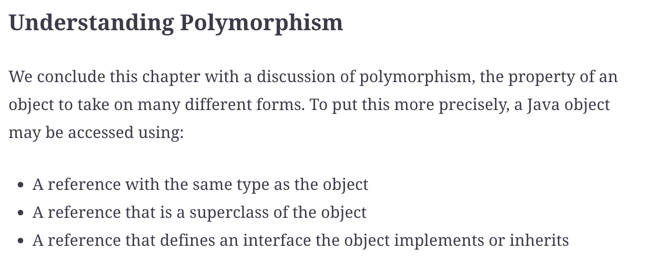 Understanding Polymorphism
We conclude this chapter with a discussion of polymorphism, the property of an
object to take on many different forms. To put this more precisely, a Java object
may be accessed using:
• A reference with the same type as the object
• A reference that is a superclass of the object
• A reference that defines an interface the object implements or inherits